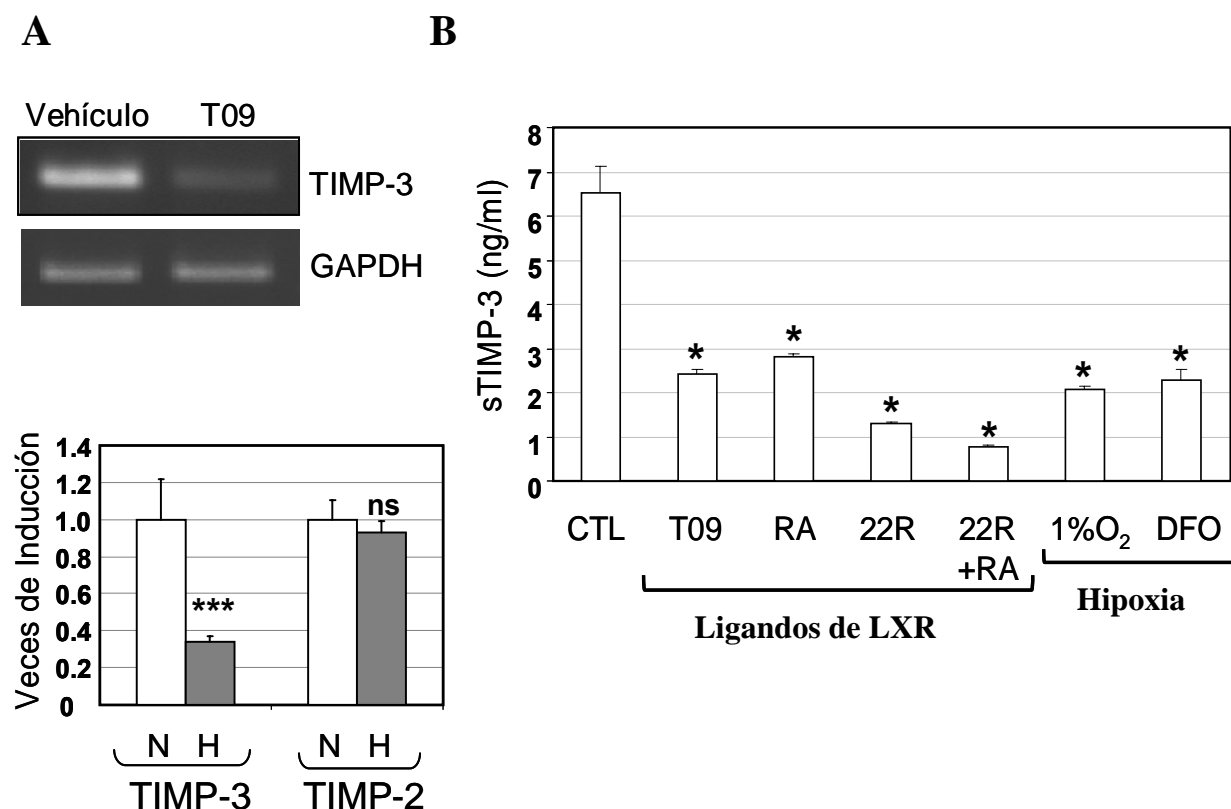 A
B
Vehículo T09
TIMP-3
GAPDH
Veces de Inducción
1.4
1.2
1.0
0.8
0.6
0.4
0.2
0
***
ns
N H N H
TIMP-3 TIMP-2
sTIMP-3 (ng/ml)
8
7
6
5
4
3
2
1
0
* * * * * *
CTL T09 RA 22R 22R +RA 1%O₂ DFO
Ligandos de LXR
Hipoxia